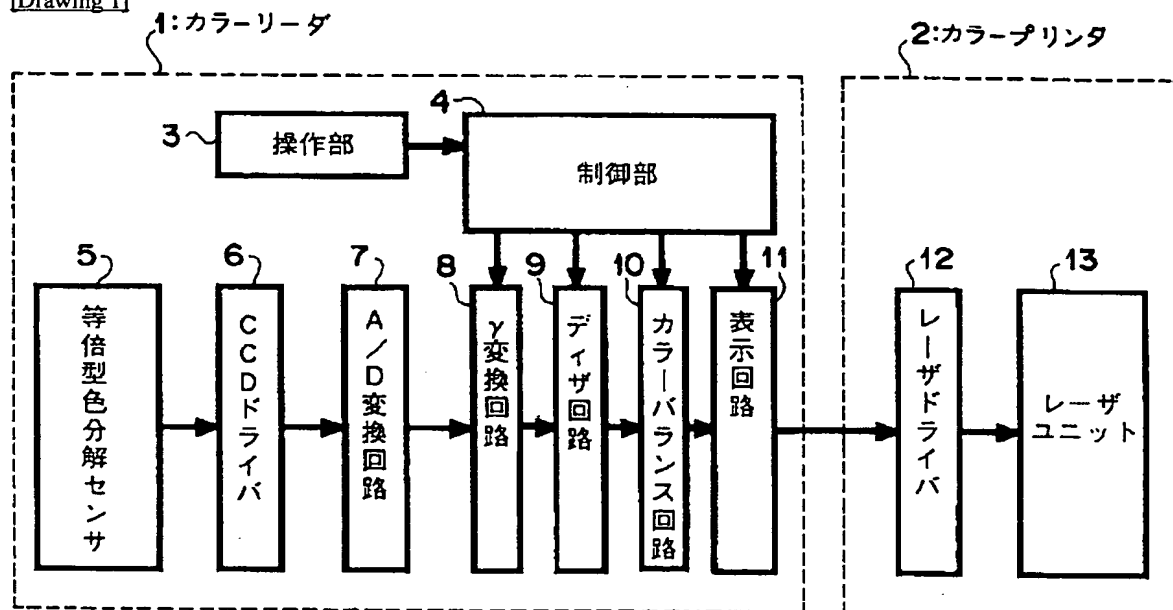 [Drawing 1]
1:カラーリーダ
2:カラープリンタ
3
操作部
4
制御部
5
等倍型色分解センサ
6
CCDドライバ
7
A/D変換回路
8
γ変換回路
9
ディザ回路
10
カラーバランス回路
11
表示回路
12
レーザドライバ
13
レーザ
ユニット